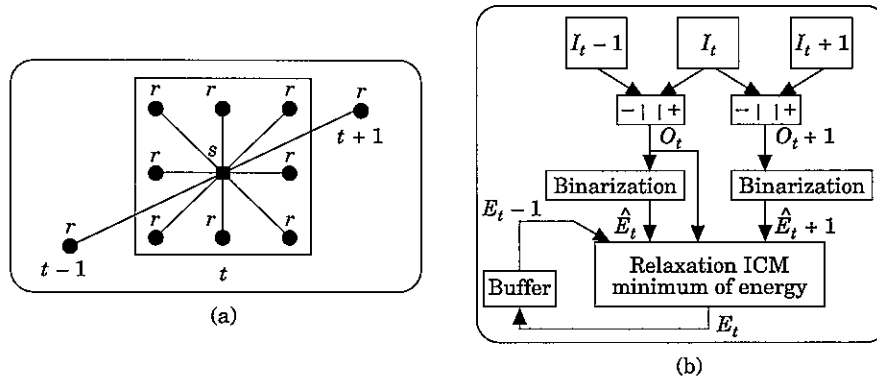 r r r r
s
t + 1
r r
r r r r
t − 1
t
(a)
I_t − 1 I_t I_t + 1
− | | + − | | +
O_t O_t + 1
Binarization Binarization
E_t − 1 Ê_t Ê_t + 1
Relaxation ICM
minimum of energy
Buffer
E_t
(b)